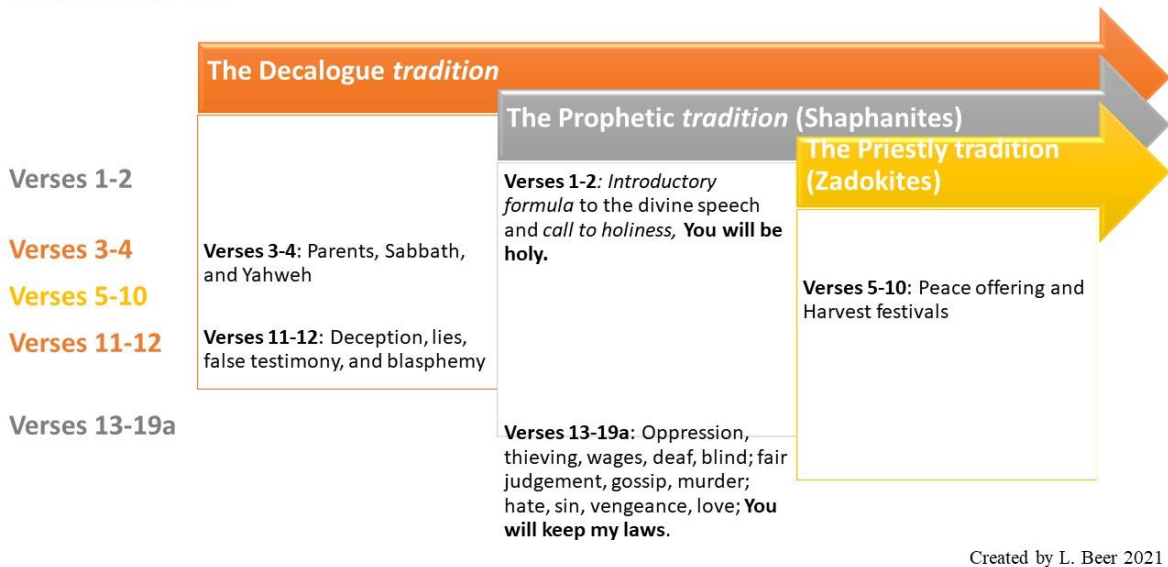 The Decalogue tradition
The Prophetic tradition (Shaphanites)
The Priestly tradition
(Zadokites)
Verses 1-2
Verses 3-4
Verses 5-10
Verses 11-12
Verses 13-19a
Verses 3-4: Parents, Sabbath,
and Yahweh
Verses 11-12: Deception, lies,
false testimony, and blasphemy
Verses 1-2: Introductory
formula to the divine speech
and call to holiness, You will be
holy.
Verses 13-19a: Oppression,
thieving, wages, deaf, blind; fair
judgement, gossip, murder;
hate, sin, vengeance, love; You
will keep my laws.
Verses 5-10: Peace offering and
Harvest festivals
Created by L. Beer 2021